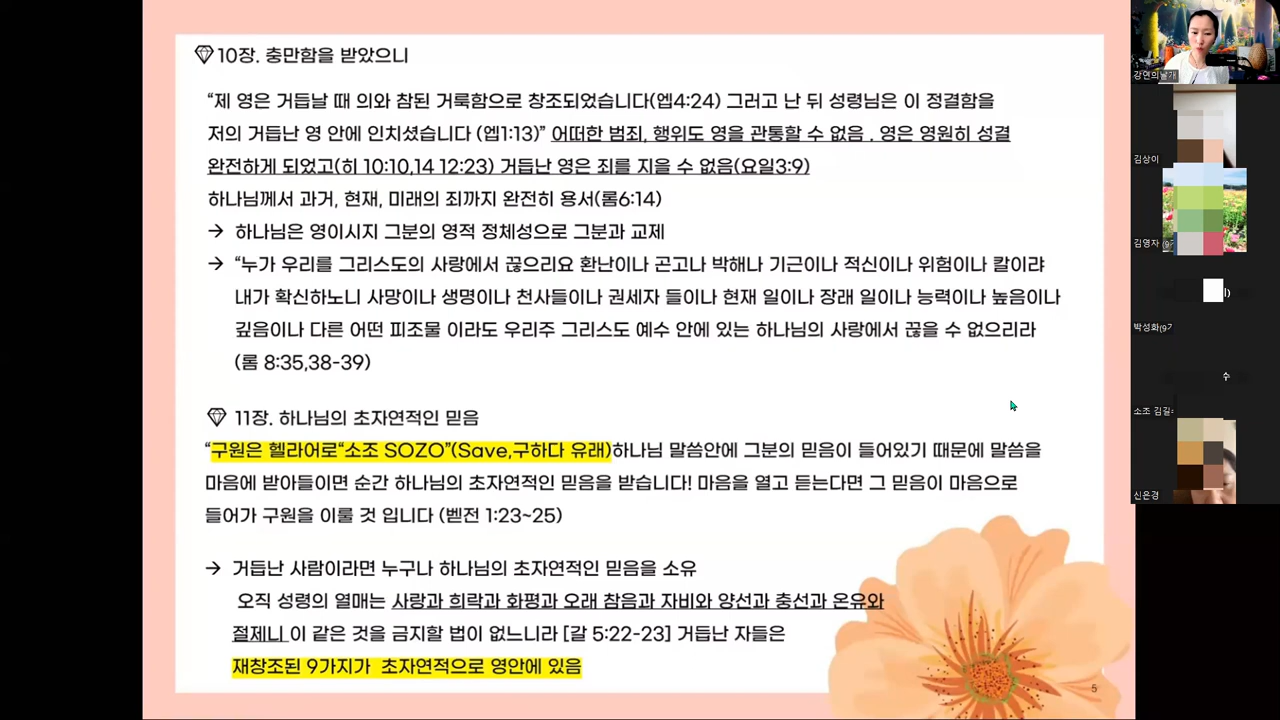 10장. 충만함을 받았으니
“제 영은 거듭날 때 의와 참된 거룩함으로 창조되었습니다(엡4:24) 그러고 난 뒤 성령님은 이 정결함을
저의 거듭난 영 안에 인치셨습니다 (엡1:13)” 어떠한 범죄, 행위도 영을 관통할 수 없음 . 영은 영원히 성결
완전하게 되었고(히 10:10,14 12:23) 거듭난 영은 죄를 지을 수 없음(요일3:9)
하나님께서 과거, 현재, 미래의 죄까지 완전히 용서(롬6:14)
→ 하나님은 영이시지 그분의 영적 정체성으로 그분과 교제
→ “누가 우리를 그리스도의 사랑에서 끊으리요 환난이나 곤고나 박해나 기근이나 적신이나 위험이나 칼이랴
내가 확신하노니 사망이나 생명이나 천사들이나 권세자 들이나 현재 일이나 장래 일이나 능력이나 높음이나
깊음이나 다른 어떤 피조물 이라도 우리주 그리스도 예수 안에 있는 하나님의 사랑에서 끊을 수 없으리라
(롬 8:35,38-39)
11장. 하나님의 초자연적인 믿음
“구원은 헬라어로“소조 SOZO”(Save,구하다 유래)하나님 말씀안에 그분의 믿음이 들어있기 때문에 말씀을
마음에 받아들이면 순간 하나님의 초자연적인 믿음을 받습니다! 마음을 열고 듣는다면 그 믿음이 마음으로
들어가 구원을 이룰 것 입니다 (벧전 1:23~25)
→ 거듭난 사람이라면 누구나 하나님의 초자연적인 믿음을 소유
오직 성령의 열매는 사랑과 희락과 화평과 오래 참음과 자비와 양선과 충선과 온유와
절제니 이 같은 것을 금지할 법이 없느니라 [갈 5:22-23] 거듭난 자들은
재창조된 9가지가 초자연적으로 영안에 있음
5
강연의날개
김상이
김영자 (9
박성화(9기
수
소조 김길
신은경